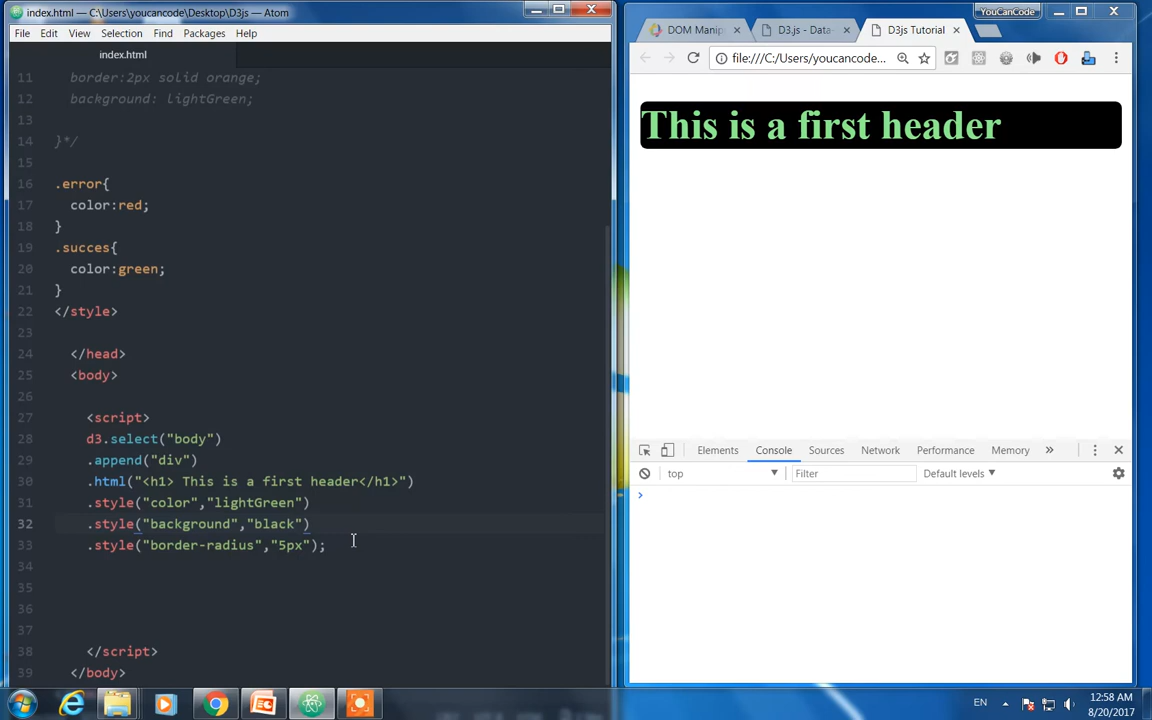 index.html — C:\Users\youcancode\Desktop\D3js — Atom
File Edit View Selection Find Packages Help
index.html
11 border:2px solid orange;
12 background: lightGreen;
13
14 }*/
15
16 .error{
17 color:red;
18 }
19 .succes{
20 color:green;
21 }
22 </style>
23
24 </head>
25 <body>
26
27 <script>
28 d3.select("body")
29 .append("div")
30 .html("<h1> This is a first header</h1>")
31 .style("color","lightGreen")
32 .style("background","black")
33 .style("border-radius","5px");
34
35
36
37
38 </script>
39 </body>
YouCanCode
DOM Manip
D3.js - Data-
D3js Tutorial
file:///C:/Users/youcancode...
This is a first header
Elements Console Sources Network Performance Memory
top Filter Default levels
EN
12:58 AM
8/20/2017